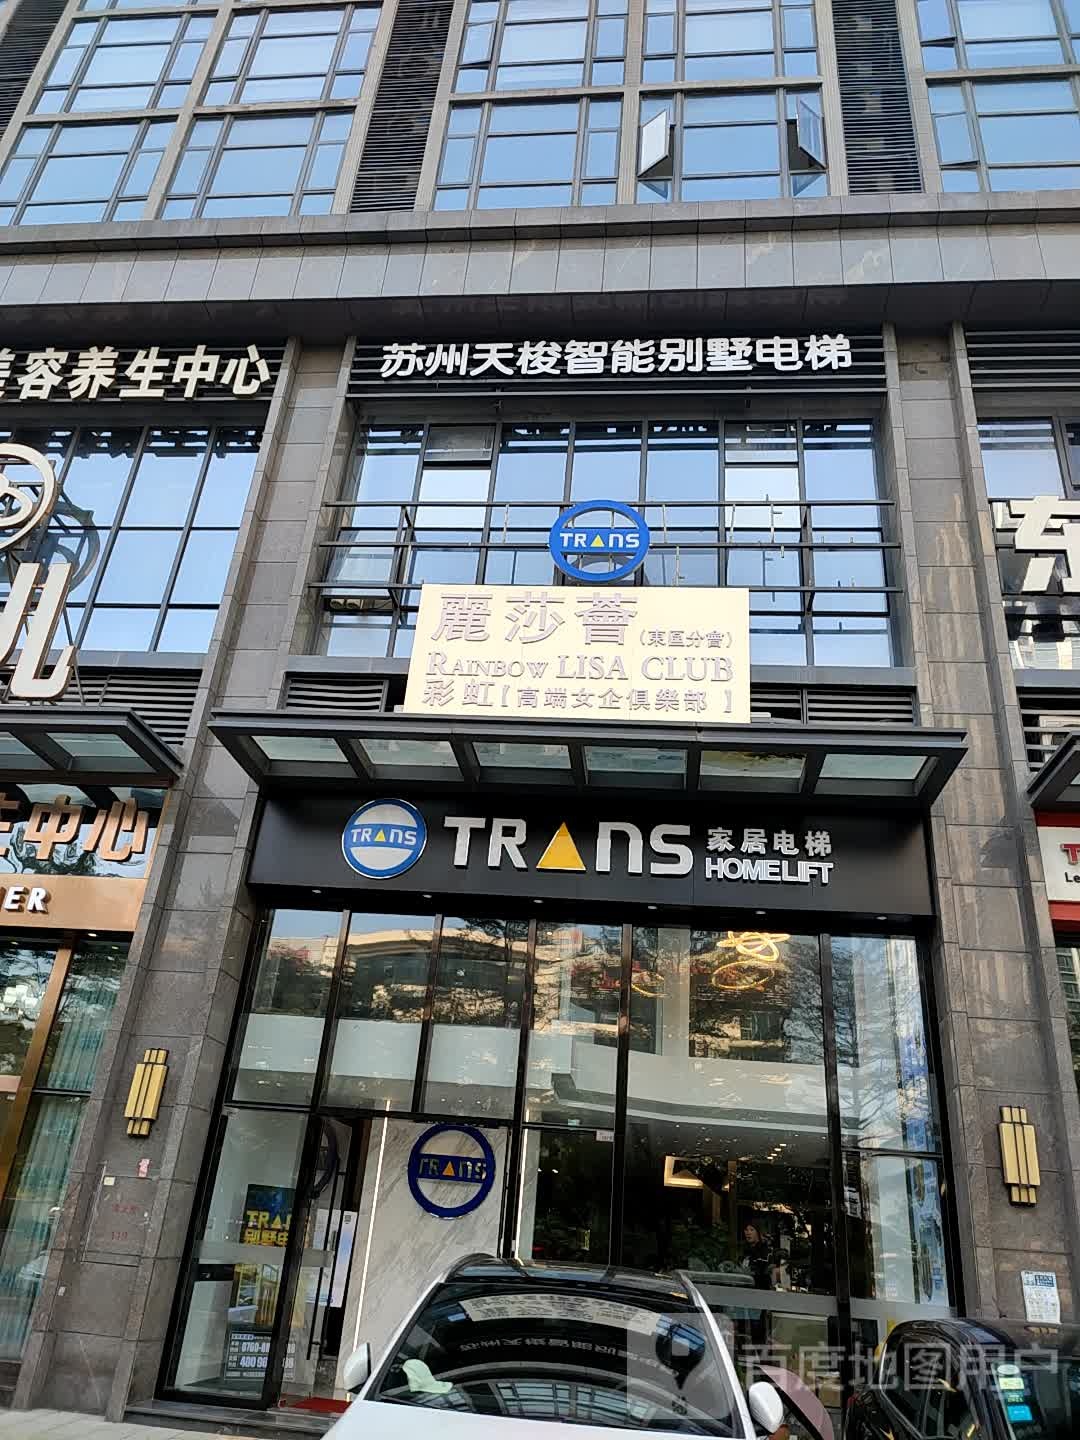 容养生中心
苏州天梭智能别墅电梯
TRANS
儿
东
麗莎薈(東區分會)
RAINBOW LISA CLUB
彩虹【高端女企俱樂部】
生中心
TRANS
TRANS 家居电梯
HOMELIFT
TRANS
百度地图用户